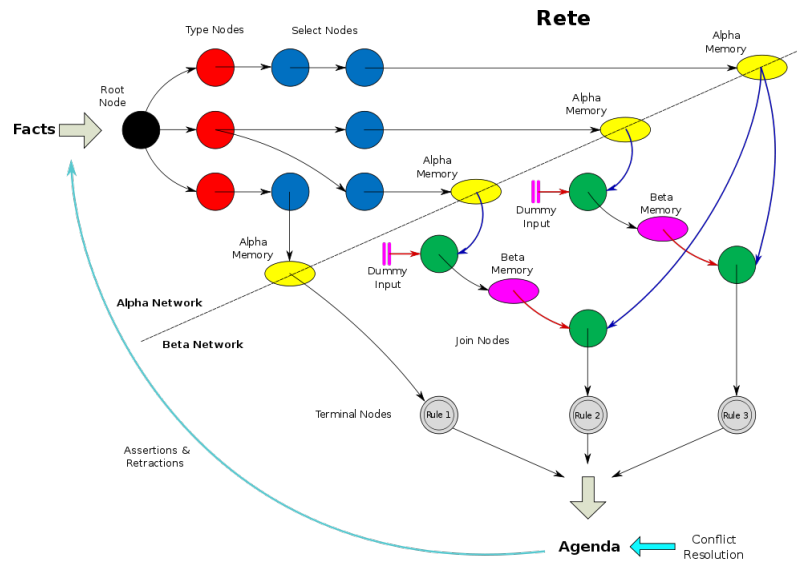 Rete
Type Nodes
Select Nodes
Alpha
Memory
Root
Node
Facts
Alpha
Memory
Alpha
Memory
Dummy
Input
Beta
Memory
Alpha
Memory
Dummy
Input
Beta
Memory
Alpha Network
Beta Network
Join Nodes
Terminal Nodes
Rule 1
Rule 2
Rule 3
Assertions &
Retractions
Agenda
Conflict
Resolution